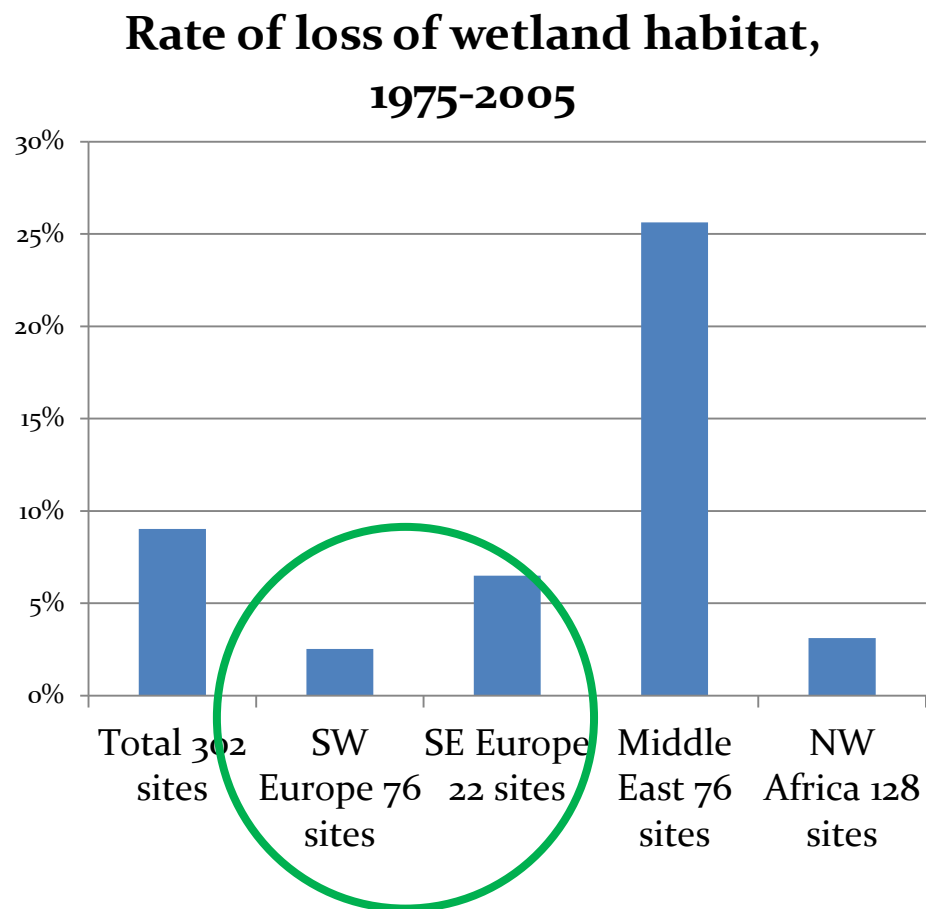 Rate of loss of wetland habitat,
1975-2005
30%
25%
20%
15%
10%
5%
0%
Total 302
sites
SW
Europe 76
sites
SE Europe
22 sites
Middle
East 76
sites
NW
Africa 128
sites